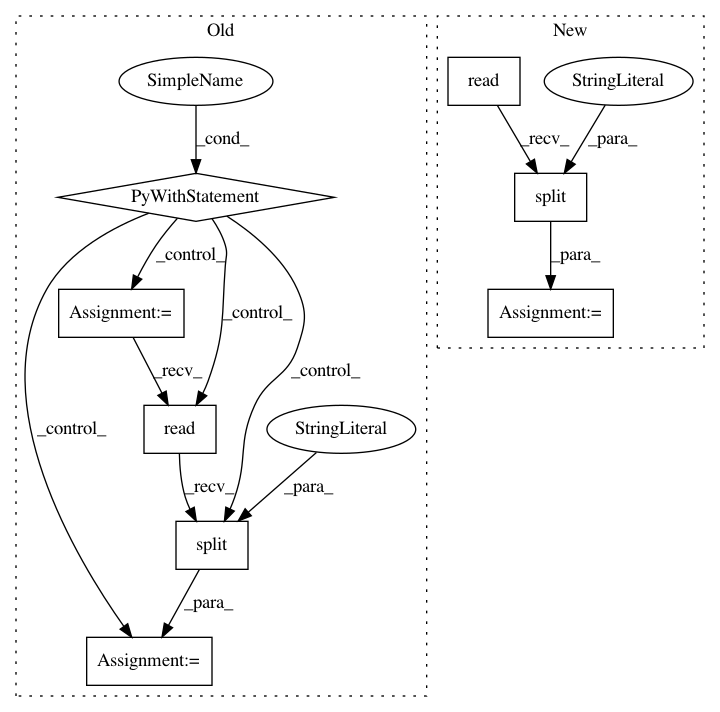 Old
New
SimpleName
read
StringLiteral
_cond_
_recv_
_para_
PyWithStatement
split
_control_
_control_
_para_
Assignment:=
Assignment:=
_control_
_recv_
_control_
read
StringLiteral
_recv_
_para_
split
_para_
Assignment:=